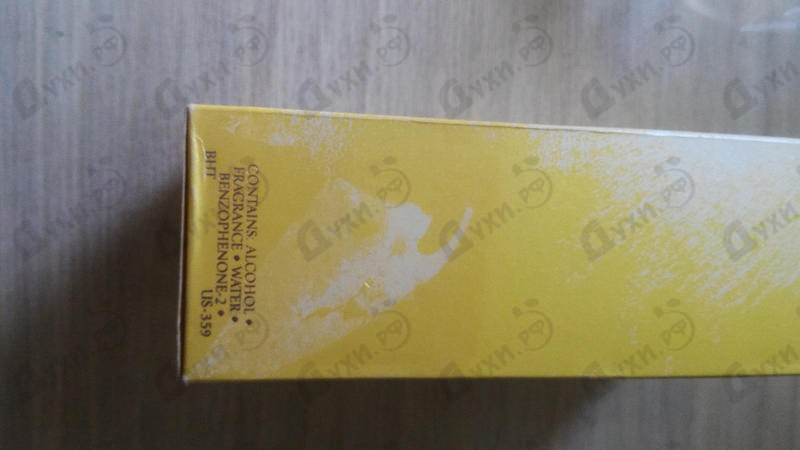 CONTAINS: ALCOHOL •
FRAGRANCE • WATER •
BENZOPHENONE-2 •
BHT US-359
Духи.рф